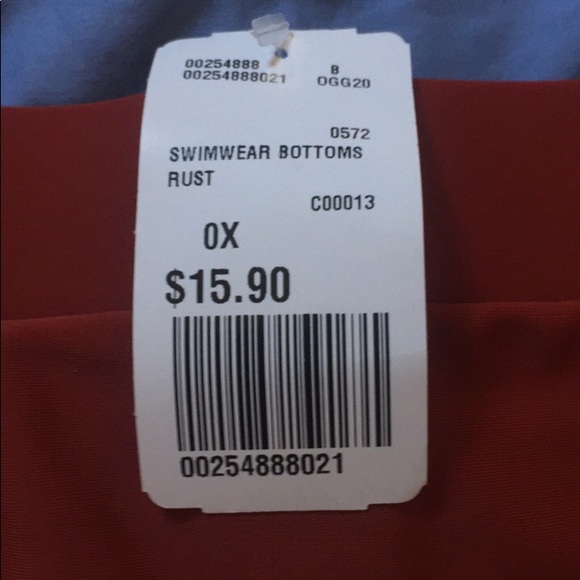 00254888 B
00254888021 OGG20
0572
SWIMWEAR BOTTOMS
RUST
C00013
0X
$15.90
00254888021